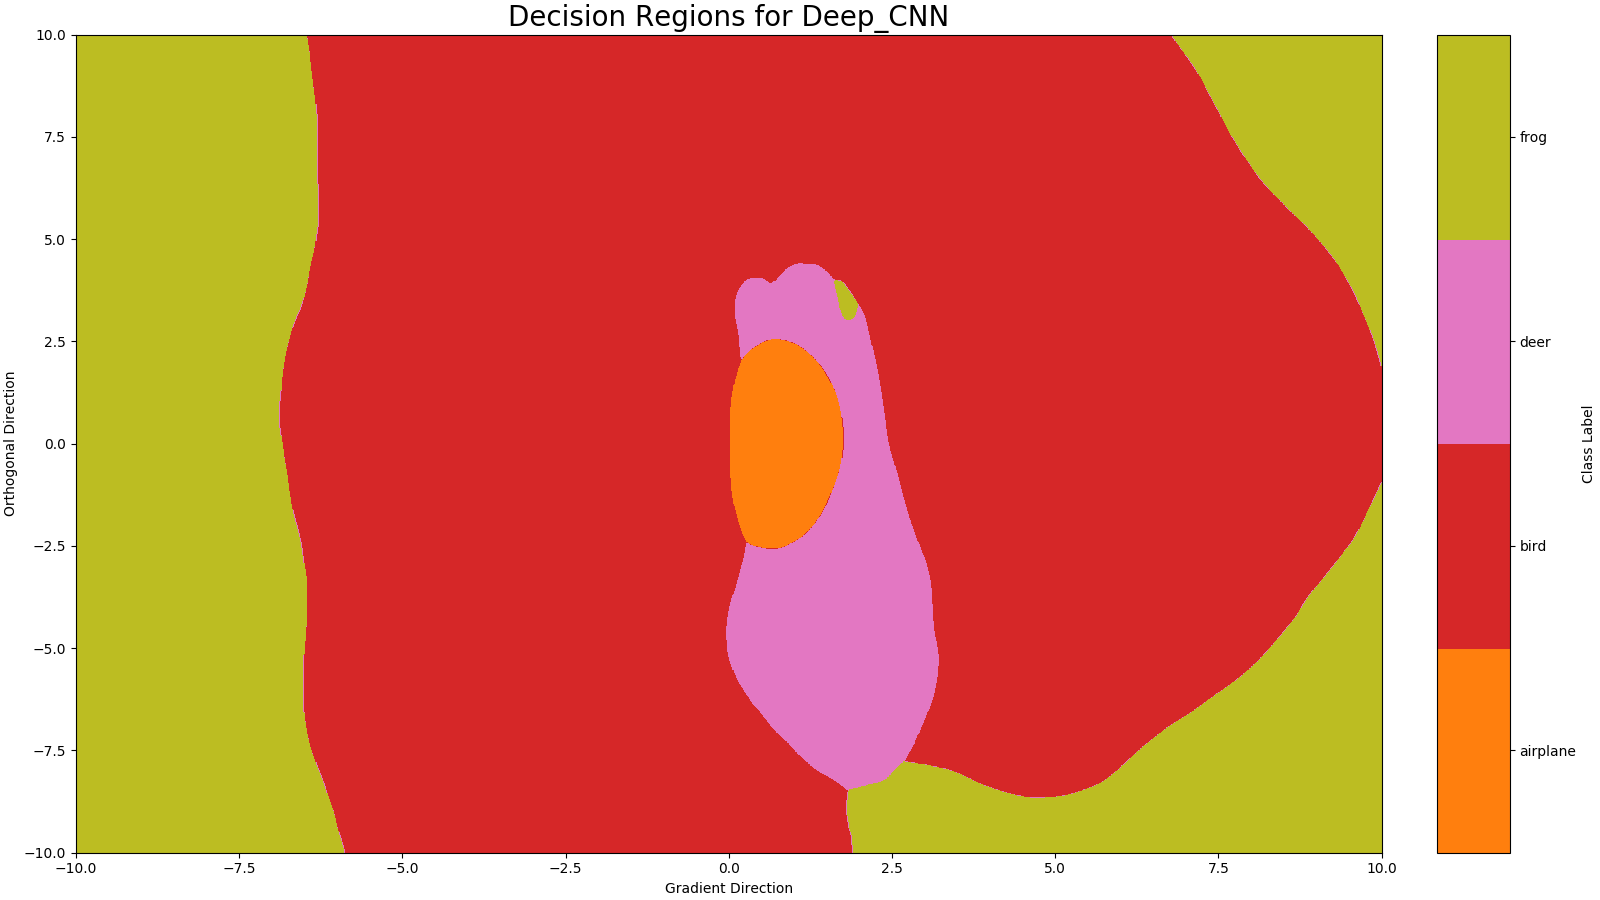 Decision Regions for Deep_CNN
10.0
7.5
5.0
2.5
0.0
−2.5
−5.0
−7.5
−10.0
Orthogonal Direction
−10.0 −7.5 −5.0 −2.5 0.0 2.5 5.0 7.5 10.0
Gradient Direction
frog
deer
bird
airplane
Class Label